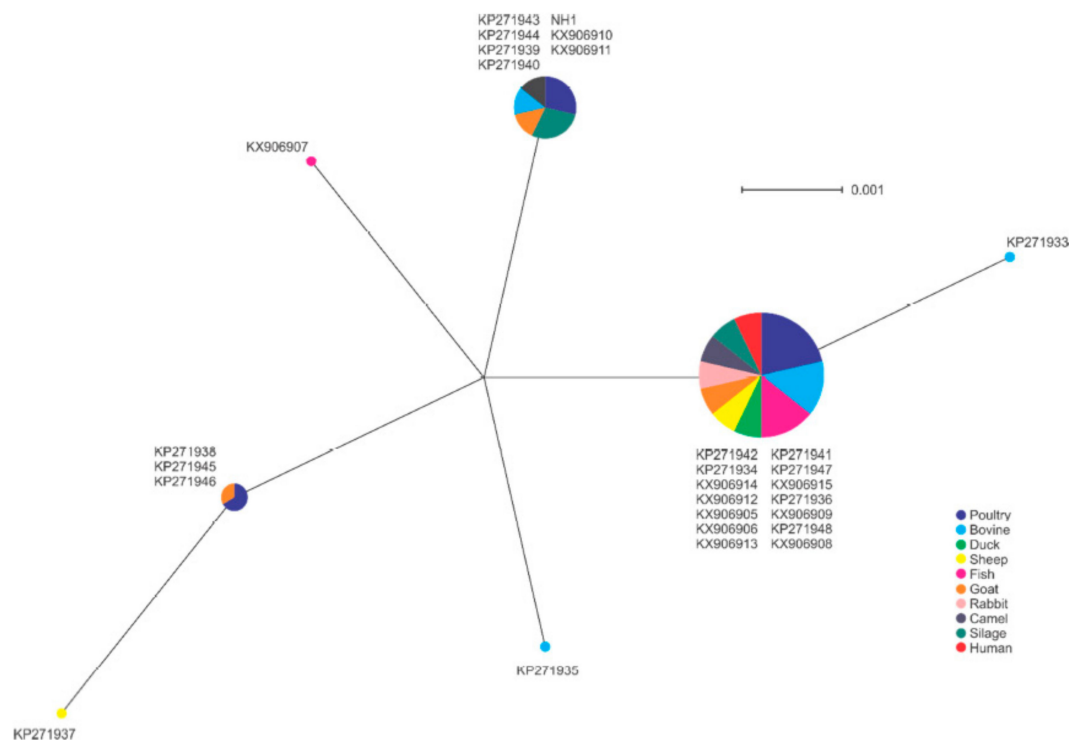 KP271943 NH1
KP271944 KX906910
KP271939 KX906911
KP271940
KX906907
0.001
KP271933
KP271938
KP271945
KP271946
KP271942 KP271941
KP271934 KP271947
KX906914 KX906915
KX906912 KP271936
KX906905 KX906909
KX906906 KP271948
KX906913 KX906908
Poultry
Bovine
Duck
Sheep
Fish
Goat
Rabbit
Camel
Silage
Human
KP271935
KP271937